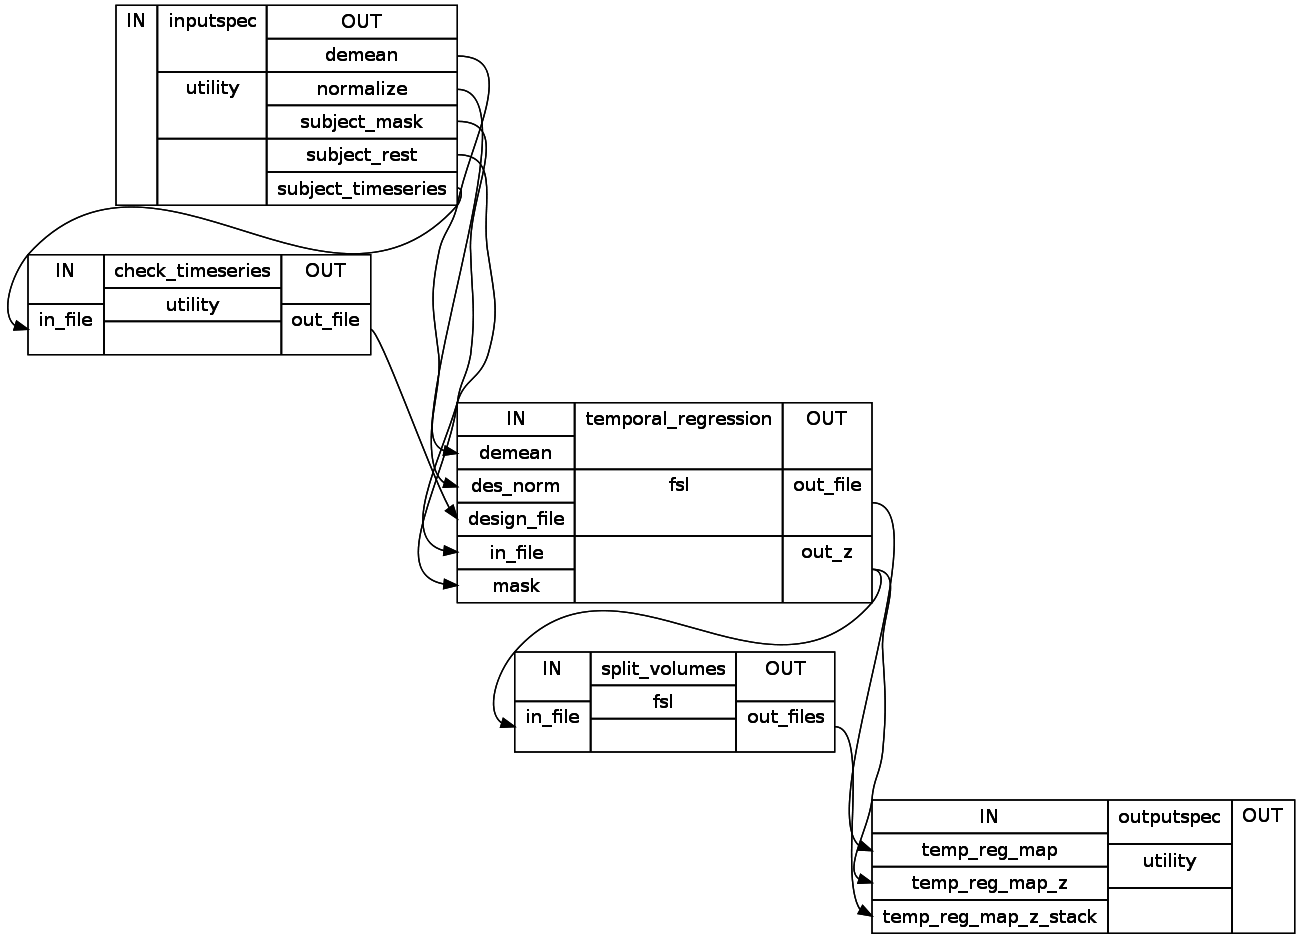 IN inputspec OUT
demean
utility normalize
subject_mask
subject_rest
subject_timeseries
IN check_timeseries OUT
utility
in_file out_file
IN temporal_regression OUT
demean
des_norm fsl out_file
design_file
in_file out_z
mask
IN split_volumes OUT
fsl
in_file out_files
IN outputspec OUT
temp_reg_map
utility
temp_reg_map_z
temp_reg_map_z_stack